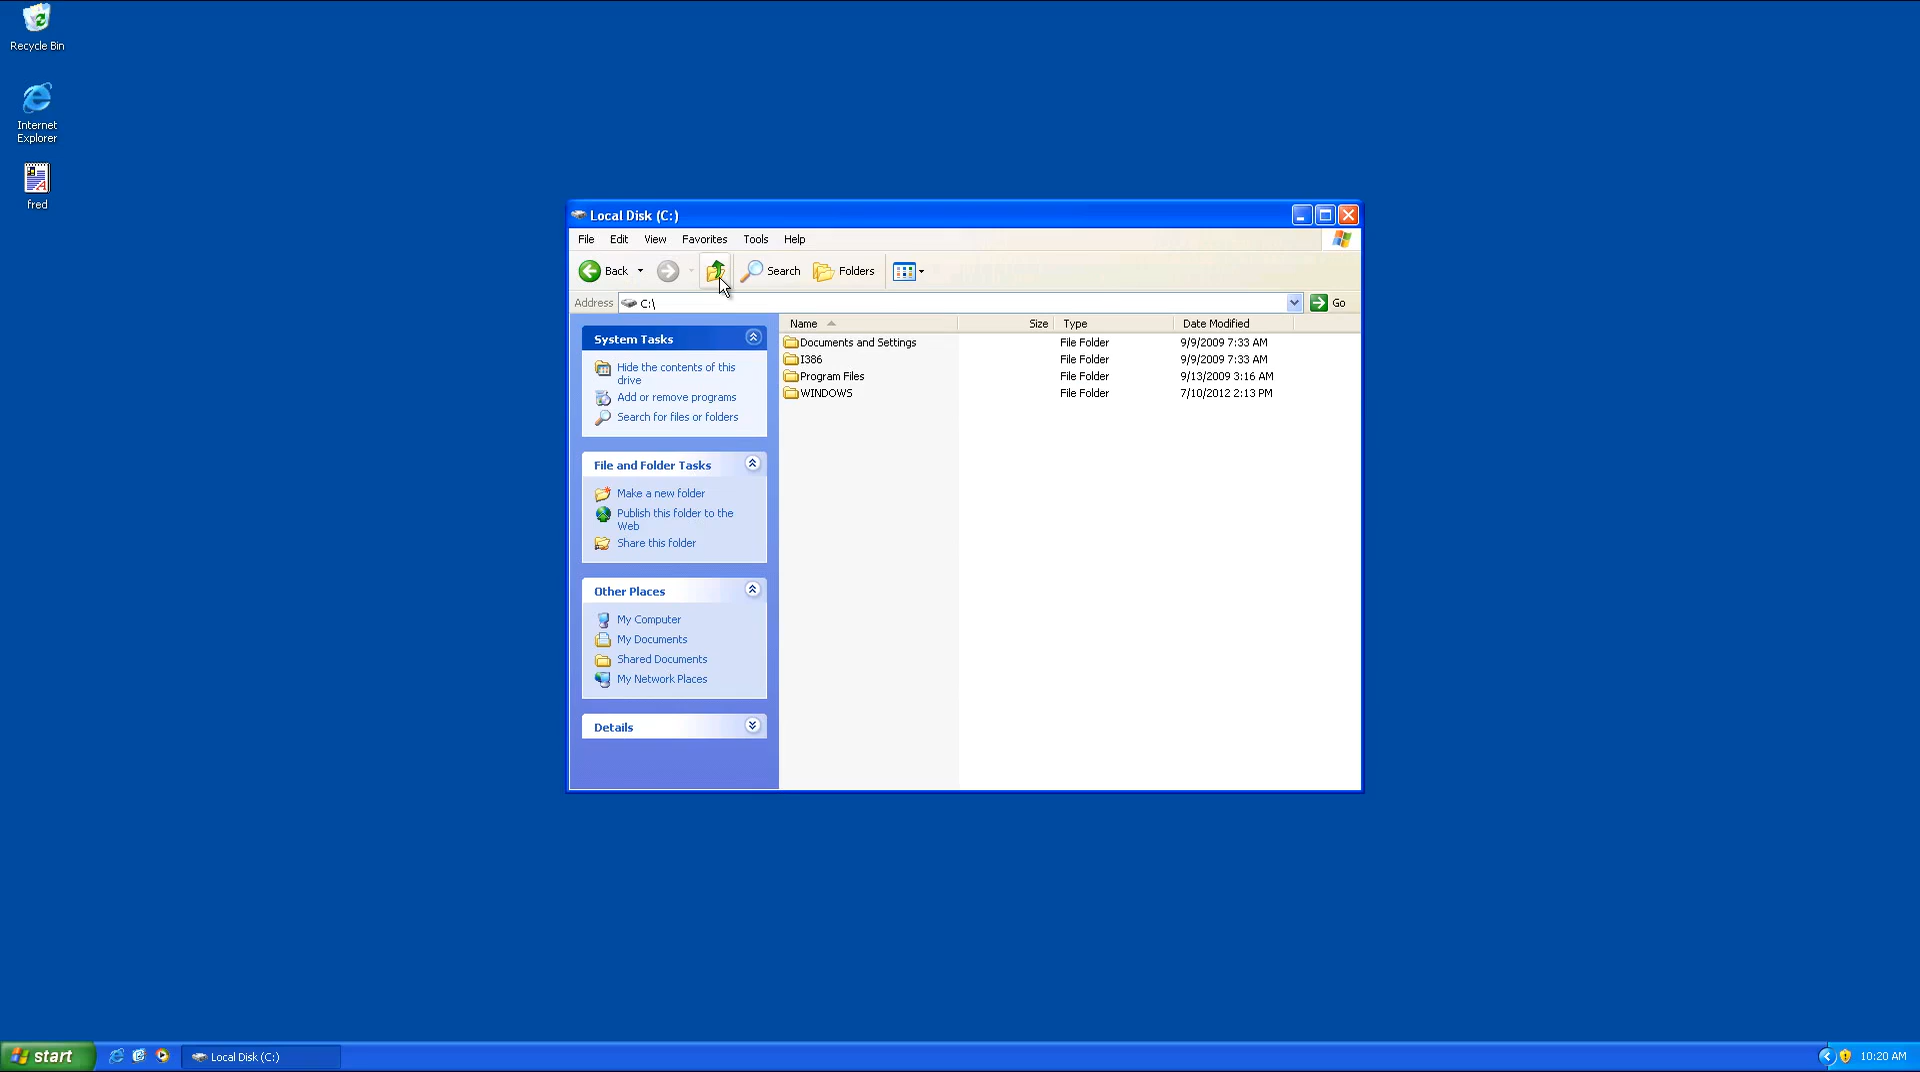 Recycle Bin
Internet
Explorer
fred
Local Disk (C:)
File Edit View Favorites Tools Help
Back Search Folders
Address C:\ Go
System Tasks
Hide the contents of this
drive
Add or remove programs
Search for files or folders
File and Folder Tasks
Make a new folder
Publish this folder to the
Web
Share this folder
Other Places
My Computer
My Documents
Shared Documents
My Network Places
Details
Name Size Type Date Modified
Documents and Settings File Folder 9/9/2009 7:33 AM
I386 File Folder 9/9/2009 7:33 AM
Program Files File Folder 9/13/2009 3:16 AM
WINDOWS File Folder 7/10/2012 2:13 PM
start Local Disk (C:) 10:20 AM